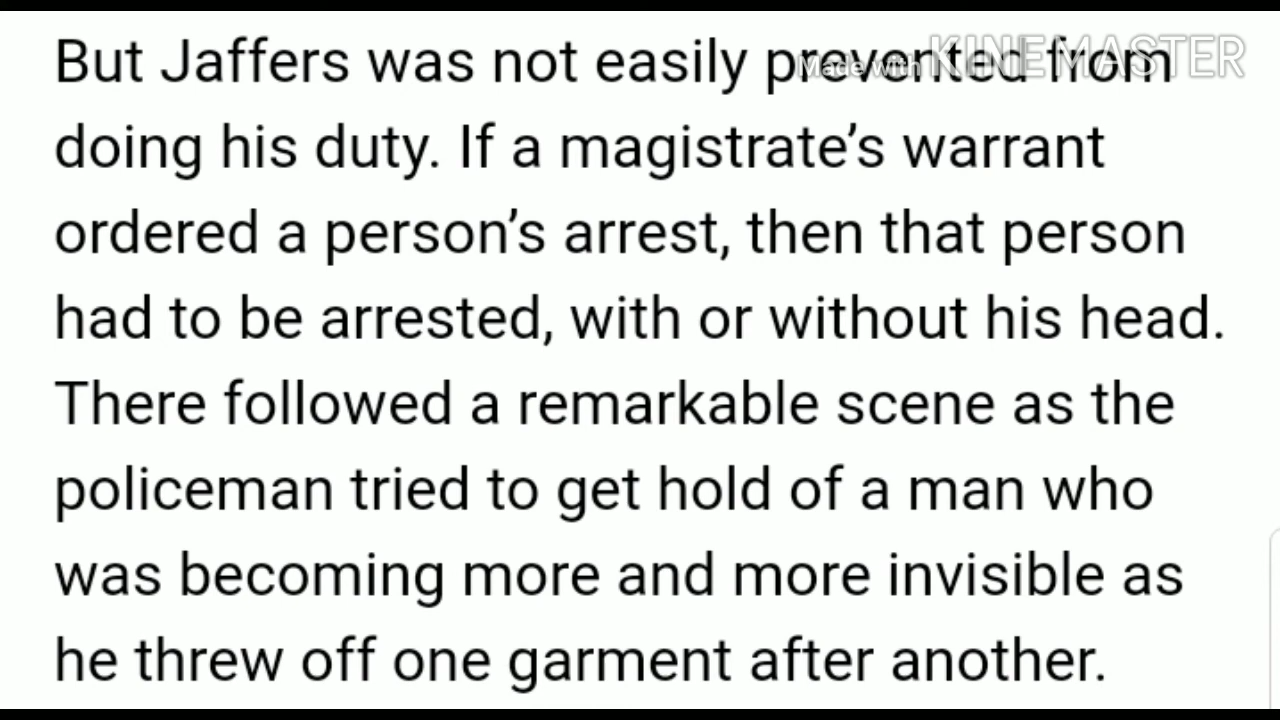 But Jaffers was not easily prevented from
Made with KINEMASTER
doing his duty. If a magistrate’s warrant
ordered a person’s arrest, then that person
had to be arrested, with or without his head.
There followed a remarkable scene as the
policeman tried to get hold of a man who
was becoming more and more invisible as
he threw off one garment after another.